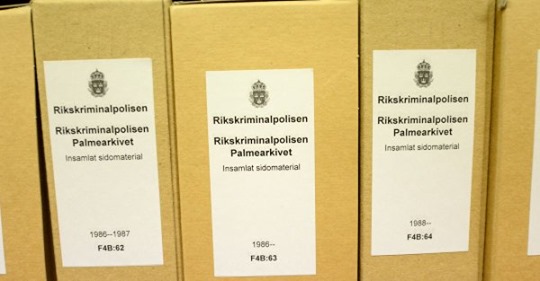 Rikskriminalpolisen
Rikskriminalpolisen
Palmearkivet
Insamlat sidomaterial
1986--1987
F4B:62
Rikskriminalpolisen
Rikskriminalpolisen
Palmearkivet
Insamlat sidomaterial
1986--
F4B:63
Rikskriminalpolisen
Rikskriminalpolisen
Palmearkivet
Insamlat sidomaterial
1988--
F4B:64